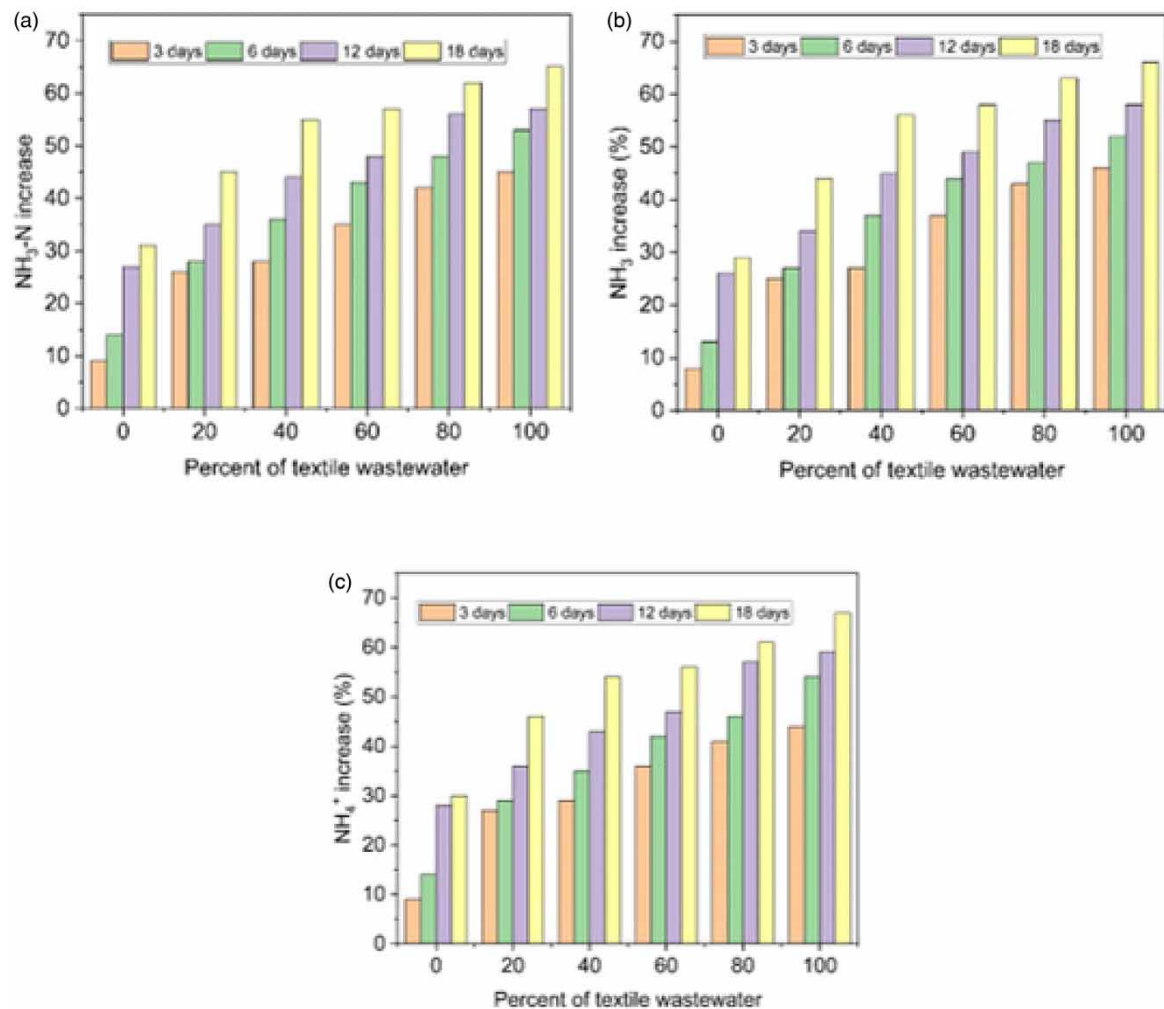 (a)
3 days 6 days 12 days 18 days
NH₃-N increase
70
60
50
40
30
20
10
0
0 20 40 60 80 100
Percent of textile wastewater
(b)
3 days 6 days 12 days 18 days
NH₃ increase (%)
70
60
50
40
30
20
10
0
0 20 40 60 80 100
Percent of textile wastewater
(c)
3 days 6 days 12 days 18 days
NH₄⁺ increase (%)
70
60
50
40
30
20
10
0
0 20 40 60 80 100
Percent of textile wastewater